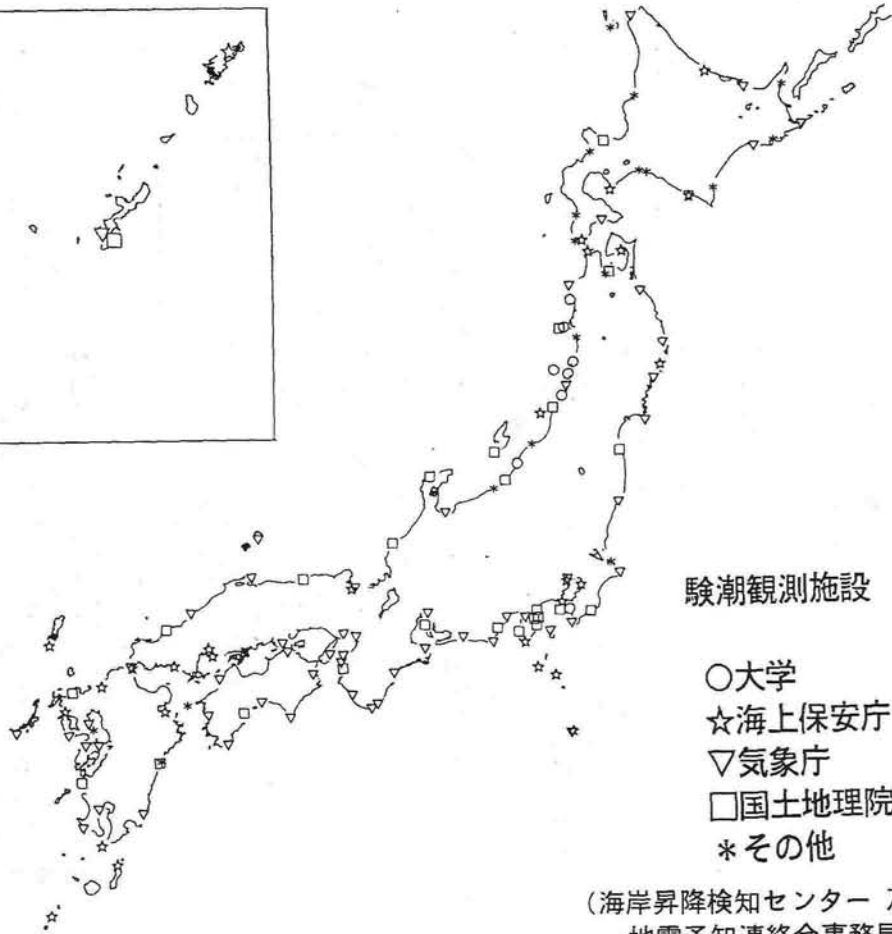 験潮観測施設
○大学
☆海上保安庁
▽気象庁
□国土地理院
*その他
(海岸昇降検知センター
地震予知連絡会事務局